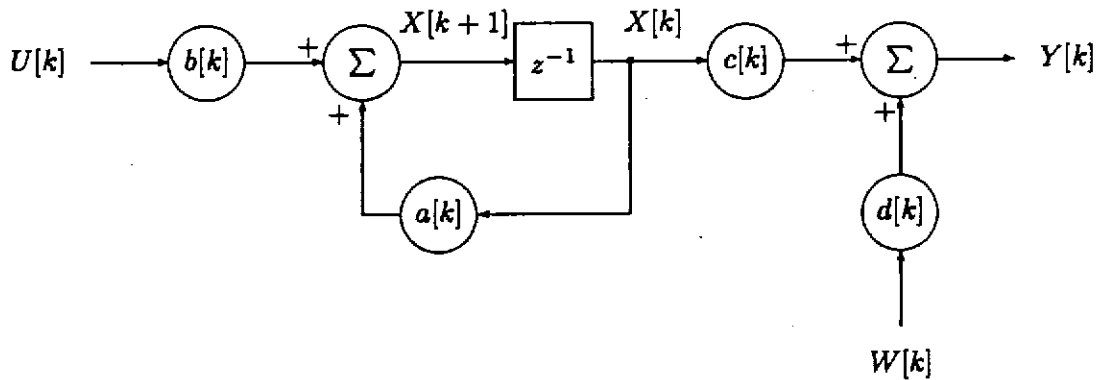 X[k + 1]
X[k]
U[k]
b[k]
+
Σ
z⁻¹
c[k]
+
Σ
Y[k]
+
+
a[k]
d[k]
W[k]